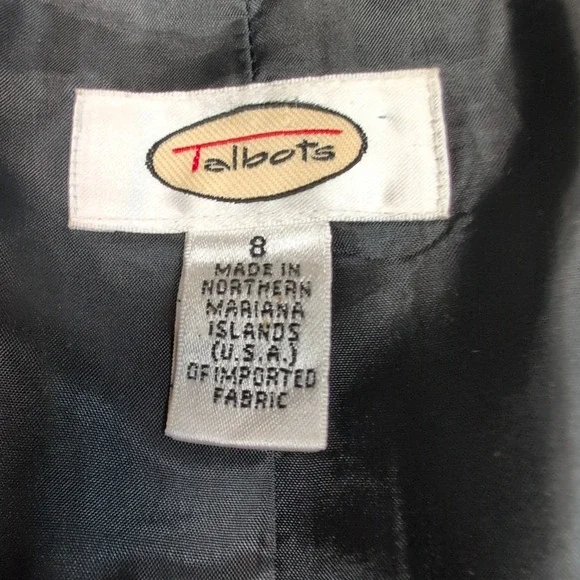 Talbots
8
MADE IN
NORTHERN
MARIANA
ISLANDS
(U.S.A.)
OF IMPORTED
FABRIC